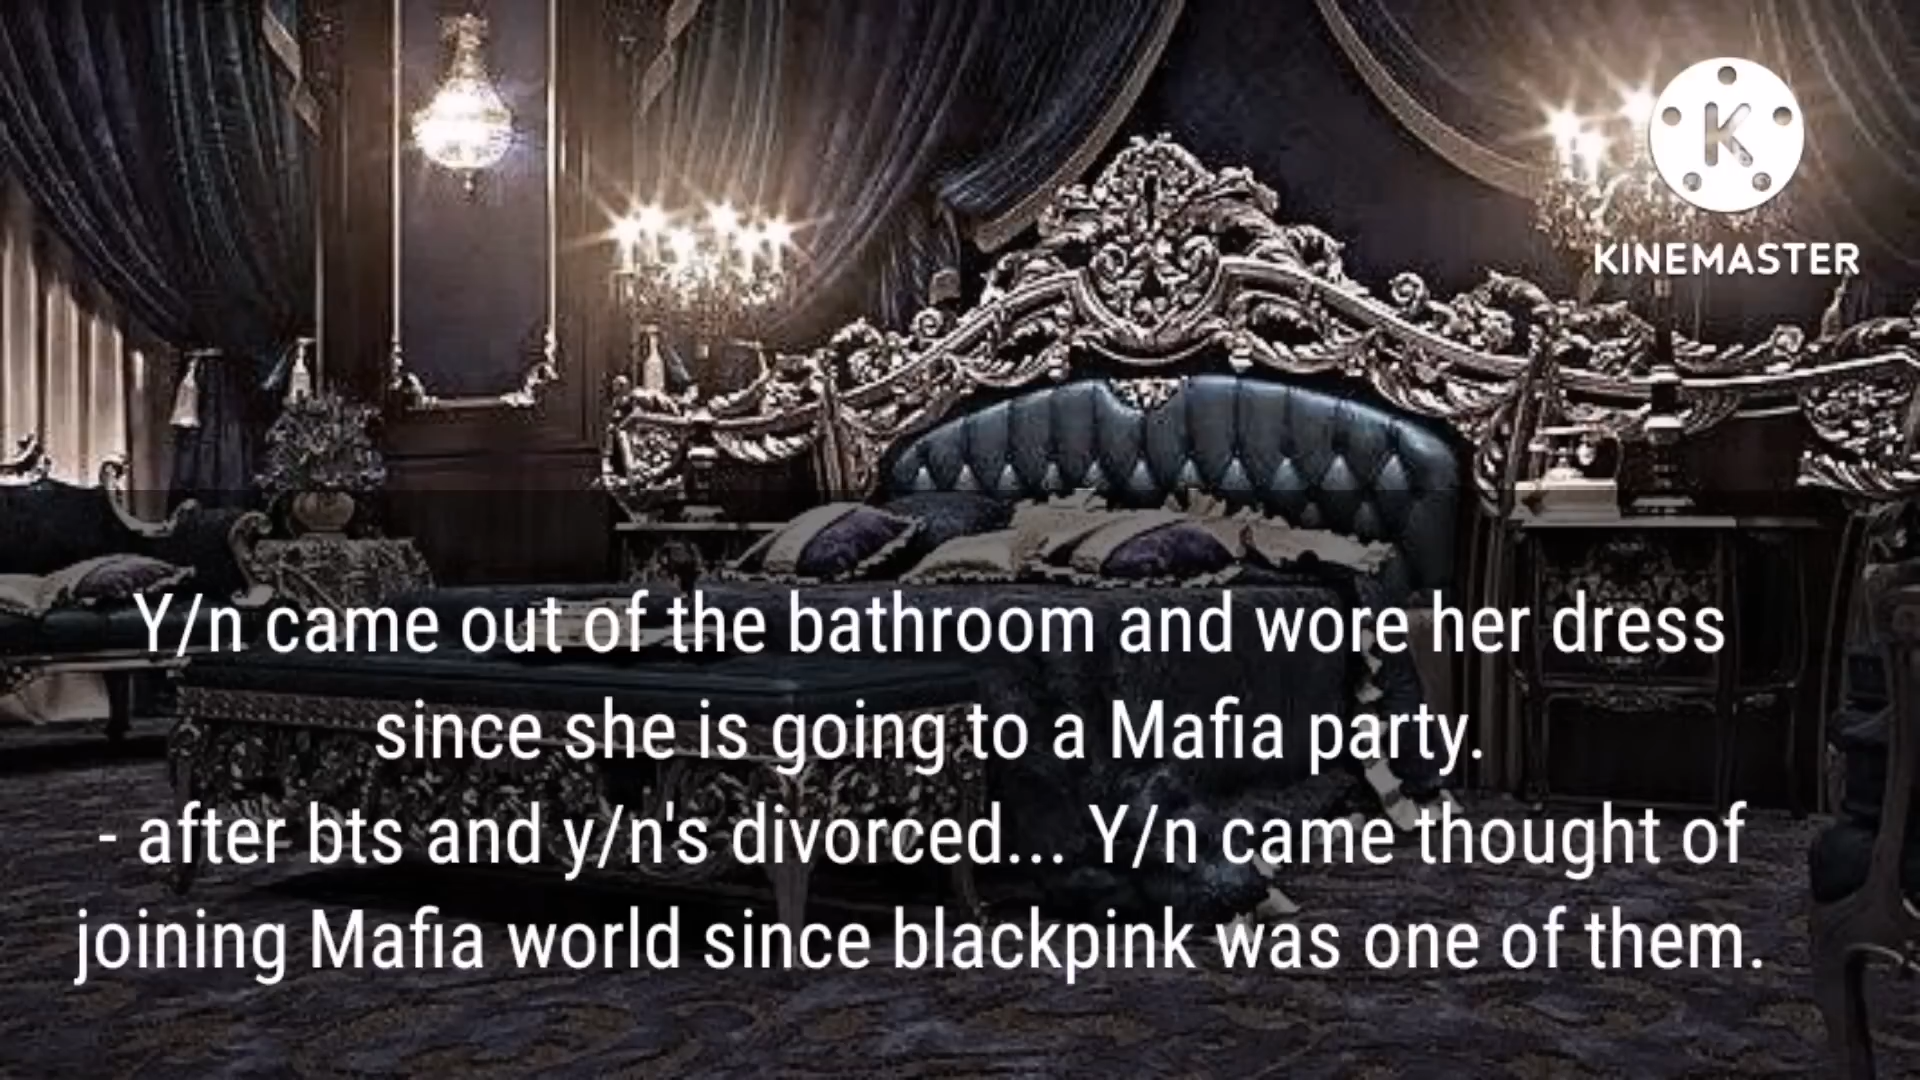 K
KINEMASTER
Y/n came out of the bathroom and wore her dress
since she is going to a Mafia party.
- after bts and y/n's divorced... Y/n came thought of
joining Mafia world since blackpink was one of them.